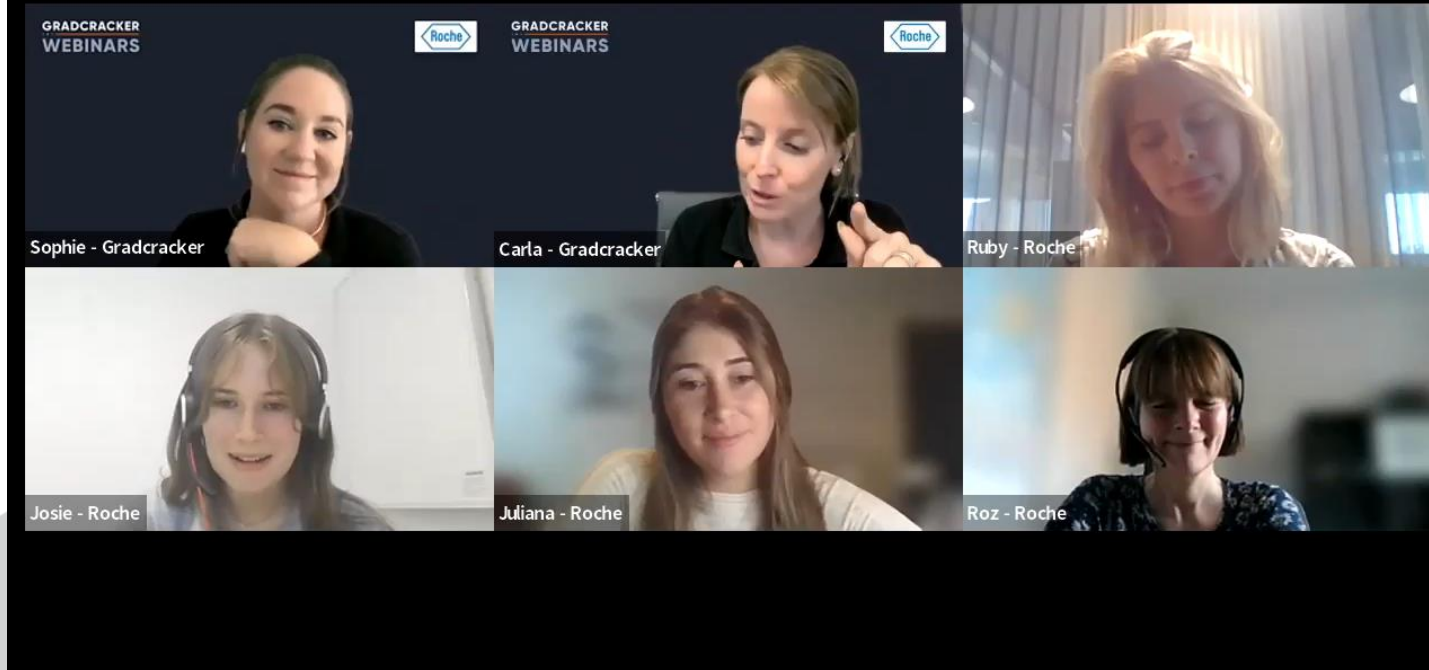 GRADCRACKER
WEBINARS
Roche
GRADCRACKER
WEBINARS
Roche
Sophie - Gradcracker
Carla - Gradcracker
Ruby - Roche
Josie - Roche
Juliana - Roche
Roz - Roche